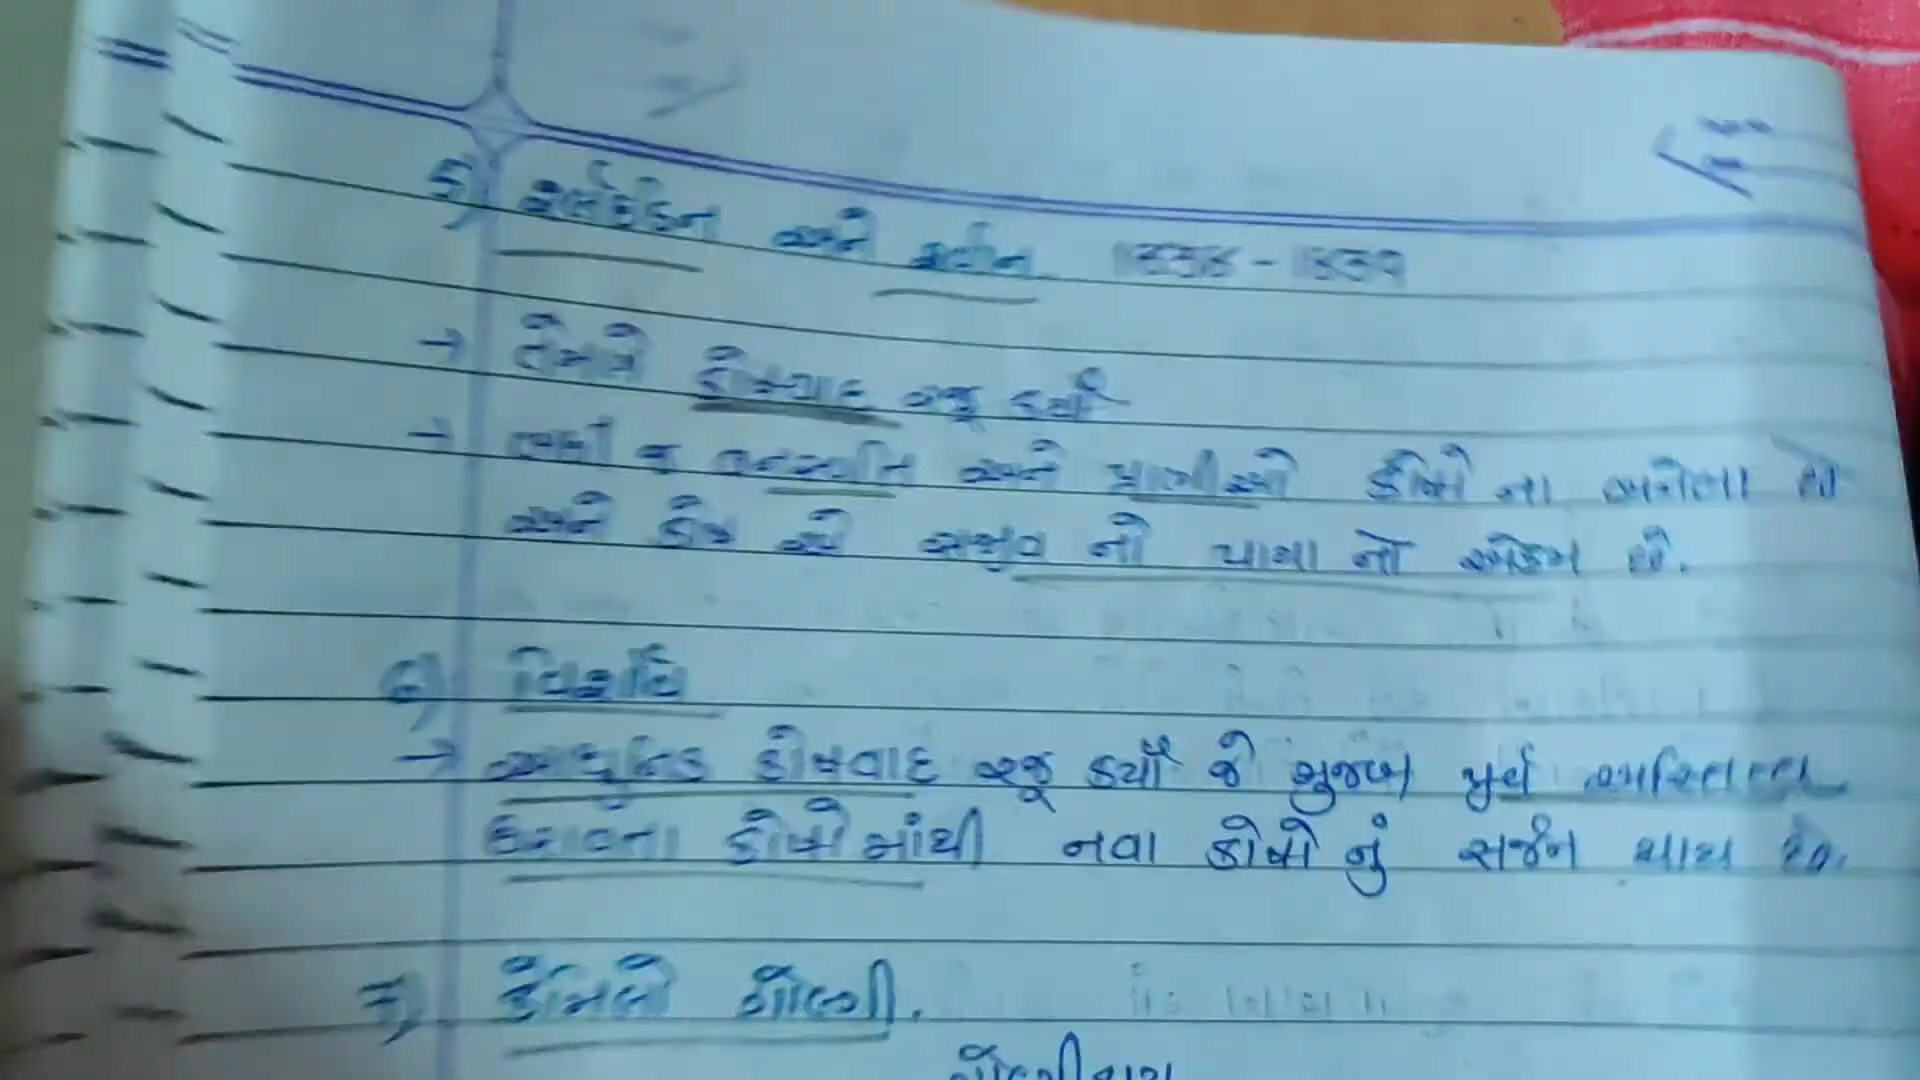 5) સ્લેઇડન અને શ્વૉન 1838-1839
→ તેમણે કોષવાદ રજૂ કર્યો
→ બધી જ વનસ્પતિ અને પ્રાણીઓ કોષો ના બનેલા છે
અને કોષ એ સજીવ નો પાયા નો એકમ છે.
6) વિર્શોવ
→ આધુનિક કોષવાદ રજૂ કર્યો જે મુજબ પૂર્વ અસ્તિત્વ
ધરાવતા કોષોમાંથી નવા કોષો નું સર્જન થાય છે.
7) કેમિલો ગોલ્ગી.